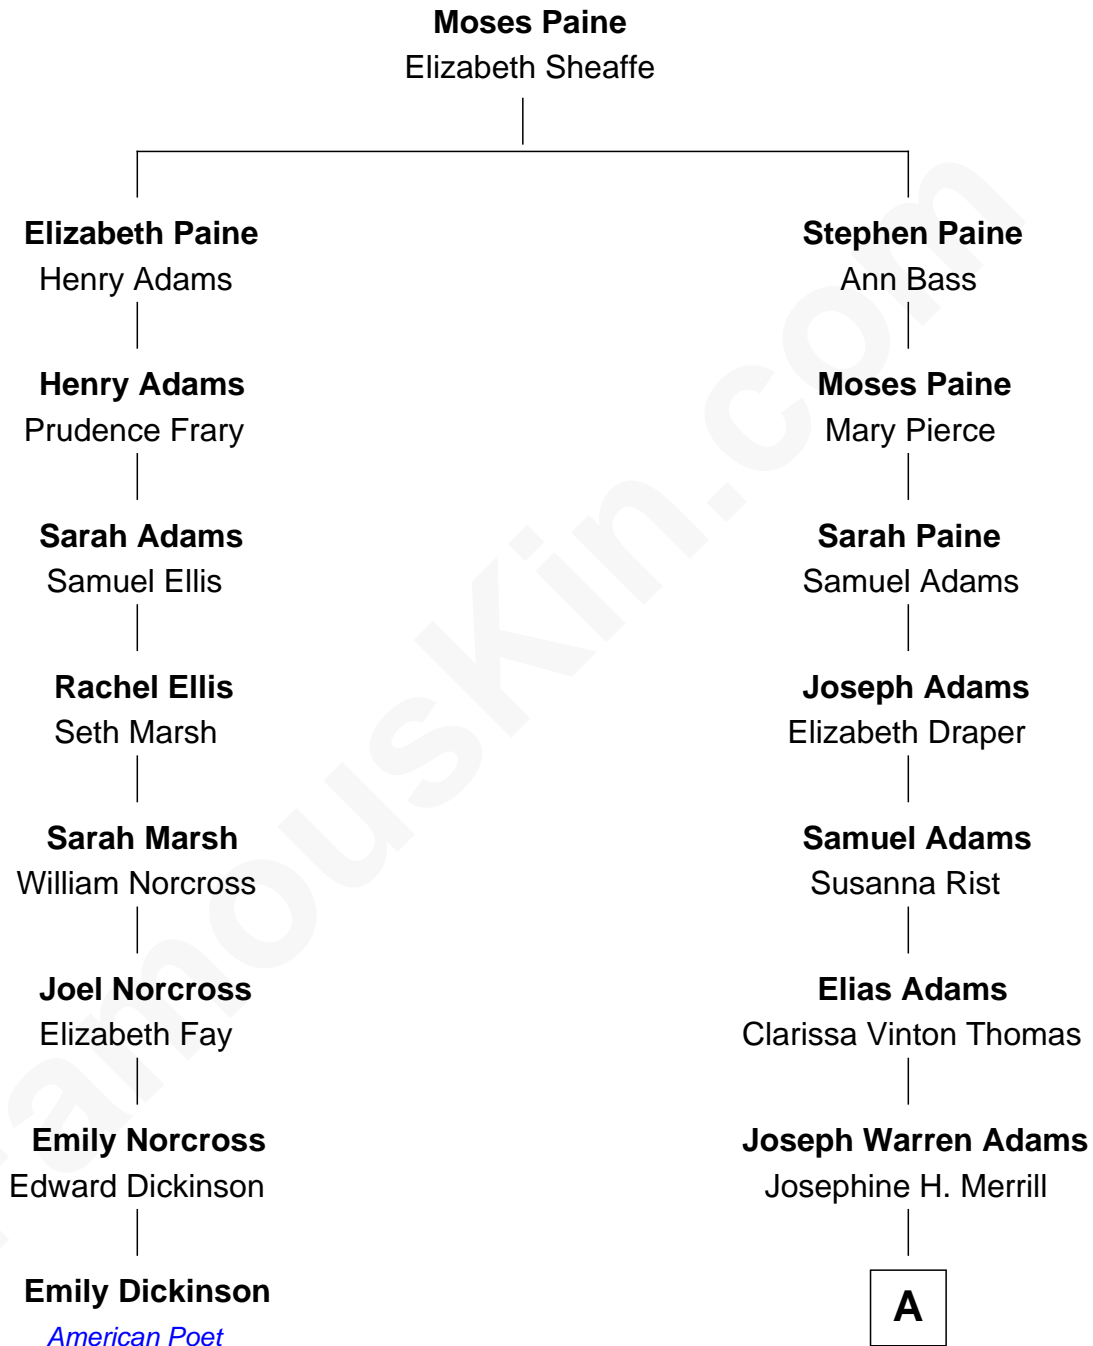 Moses Paine
Elizabeth Sheaffe
Elizabeth Paine
Henry Adams
Stephen Paine
Ann Bass
Henry Adams
Prudence Frary
Moses Paine
Mary Pierce
Sarah Adams
Samuel Ellis
Sarah Paine
Samuel Adams
Rachel Ellis
Seth Marsh
Joseph Adams
Elizabeth Draper
Sarah Marsh
William Norcross
Samuel Adams
Susanna Rist
Joel Norcross
Elizabeth Fay
Elias Adams
Clarissa Vinton Thomas
Emily Norcross
Edward Dickinson
Joseph Warren Adams
Josephine H. Merrill
Emily Dickinson
American Poet
A
FamousKin.com